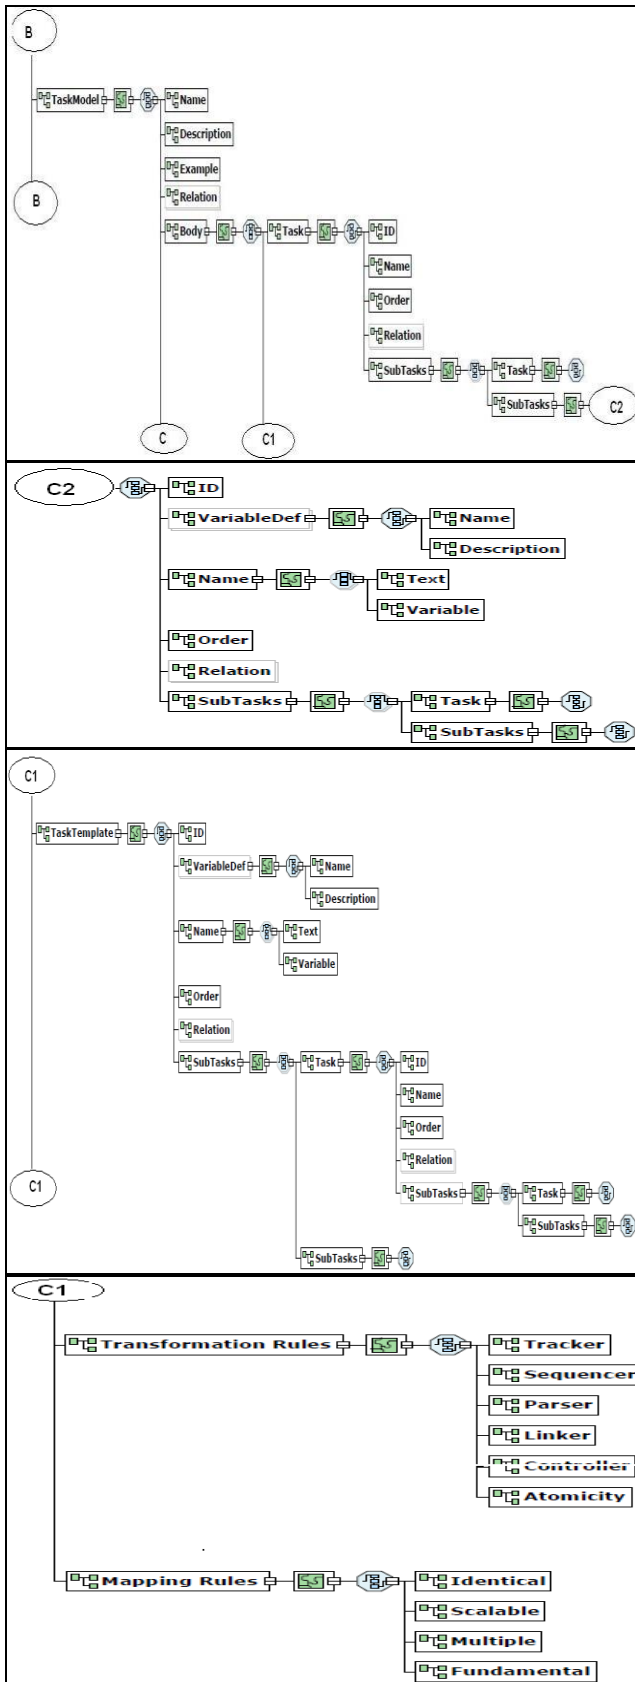 B
TaskModel Name
Description
Example
B
Relation
Body Task ID
Name
Order
Relation
SubTasks Task
SubTasks C2
C C1
C2 ID
VariableDef Name
Description
Name Text
Variable
Order
Relation
SubTasks Task
SubTasks
C1
TaskTemplate ID
VariableDef Name
Description
Name Text
Variable
Order
Relation
SubTasks Task ID
Name
Order
Relation
C1
SubTasks Task
SubTasks
SubTasks
C1
Transformation Rules Tracker
Sequencer
Parser
Linker
Controller
Atomicity
Mapping Rules Identical
Scalable
Multiple
Fundamental